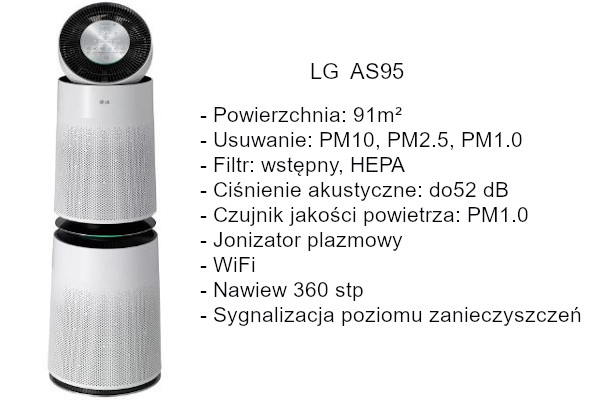 LG AS95
- Powierzchnia: 91m²
- Usuwanie: PM10, PM2.5, PM1.0
- Filtr: wstępny, HEPA
- Ciśnienie akustyczne: do52 dB
- Czujnik jakości powietrza: PM1.0
- Jonizator plazmowy
- WiFi
- Nawiew 360 stp
- Sygnalizacja poziomu zanieczyszczeń
LG